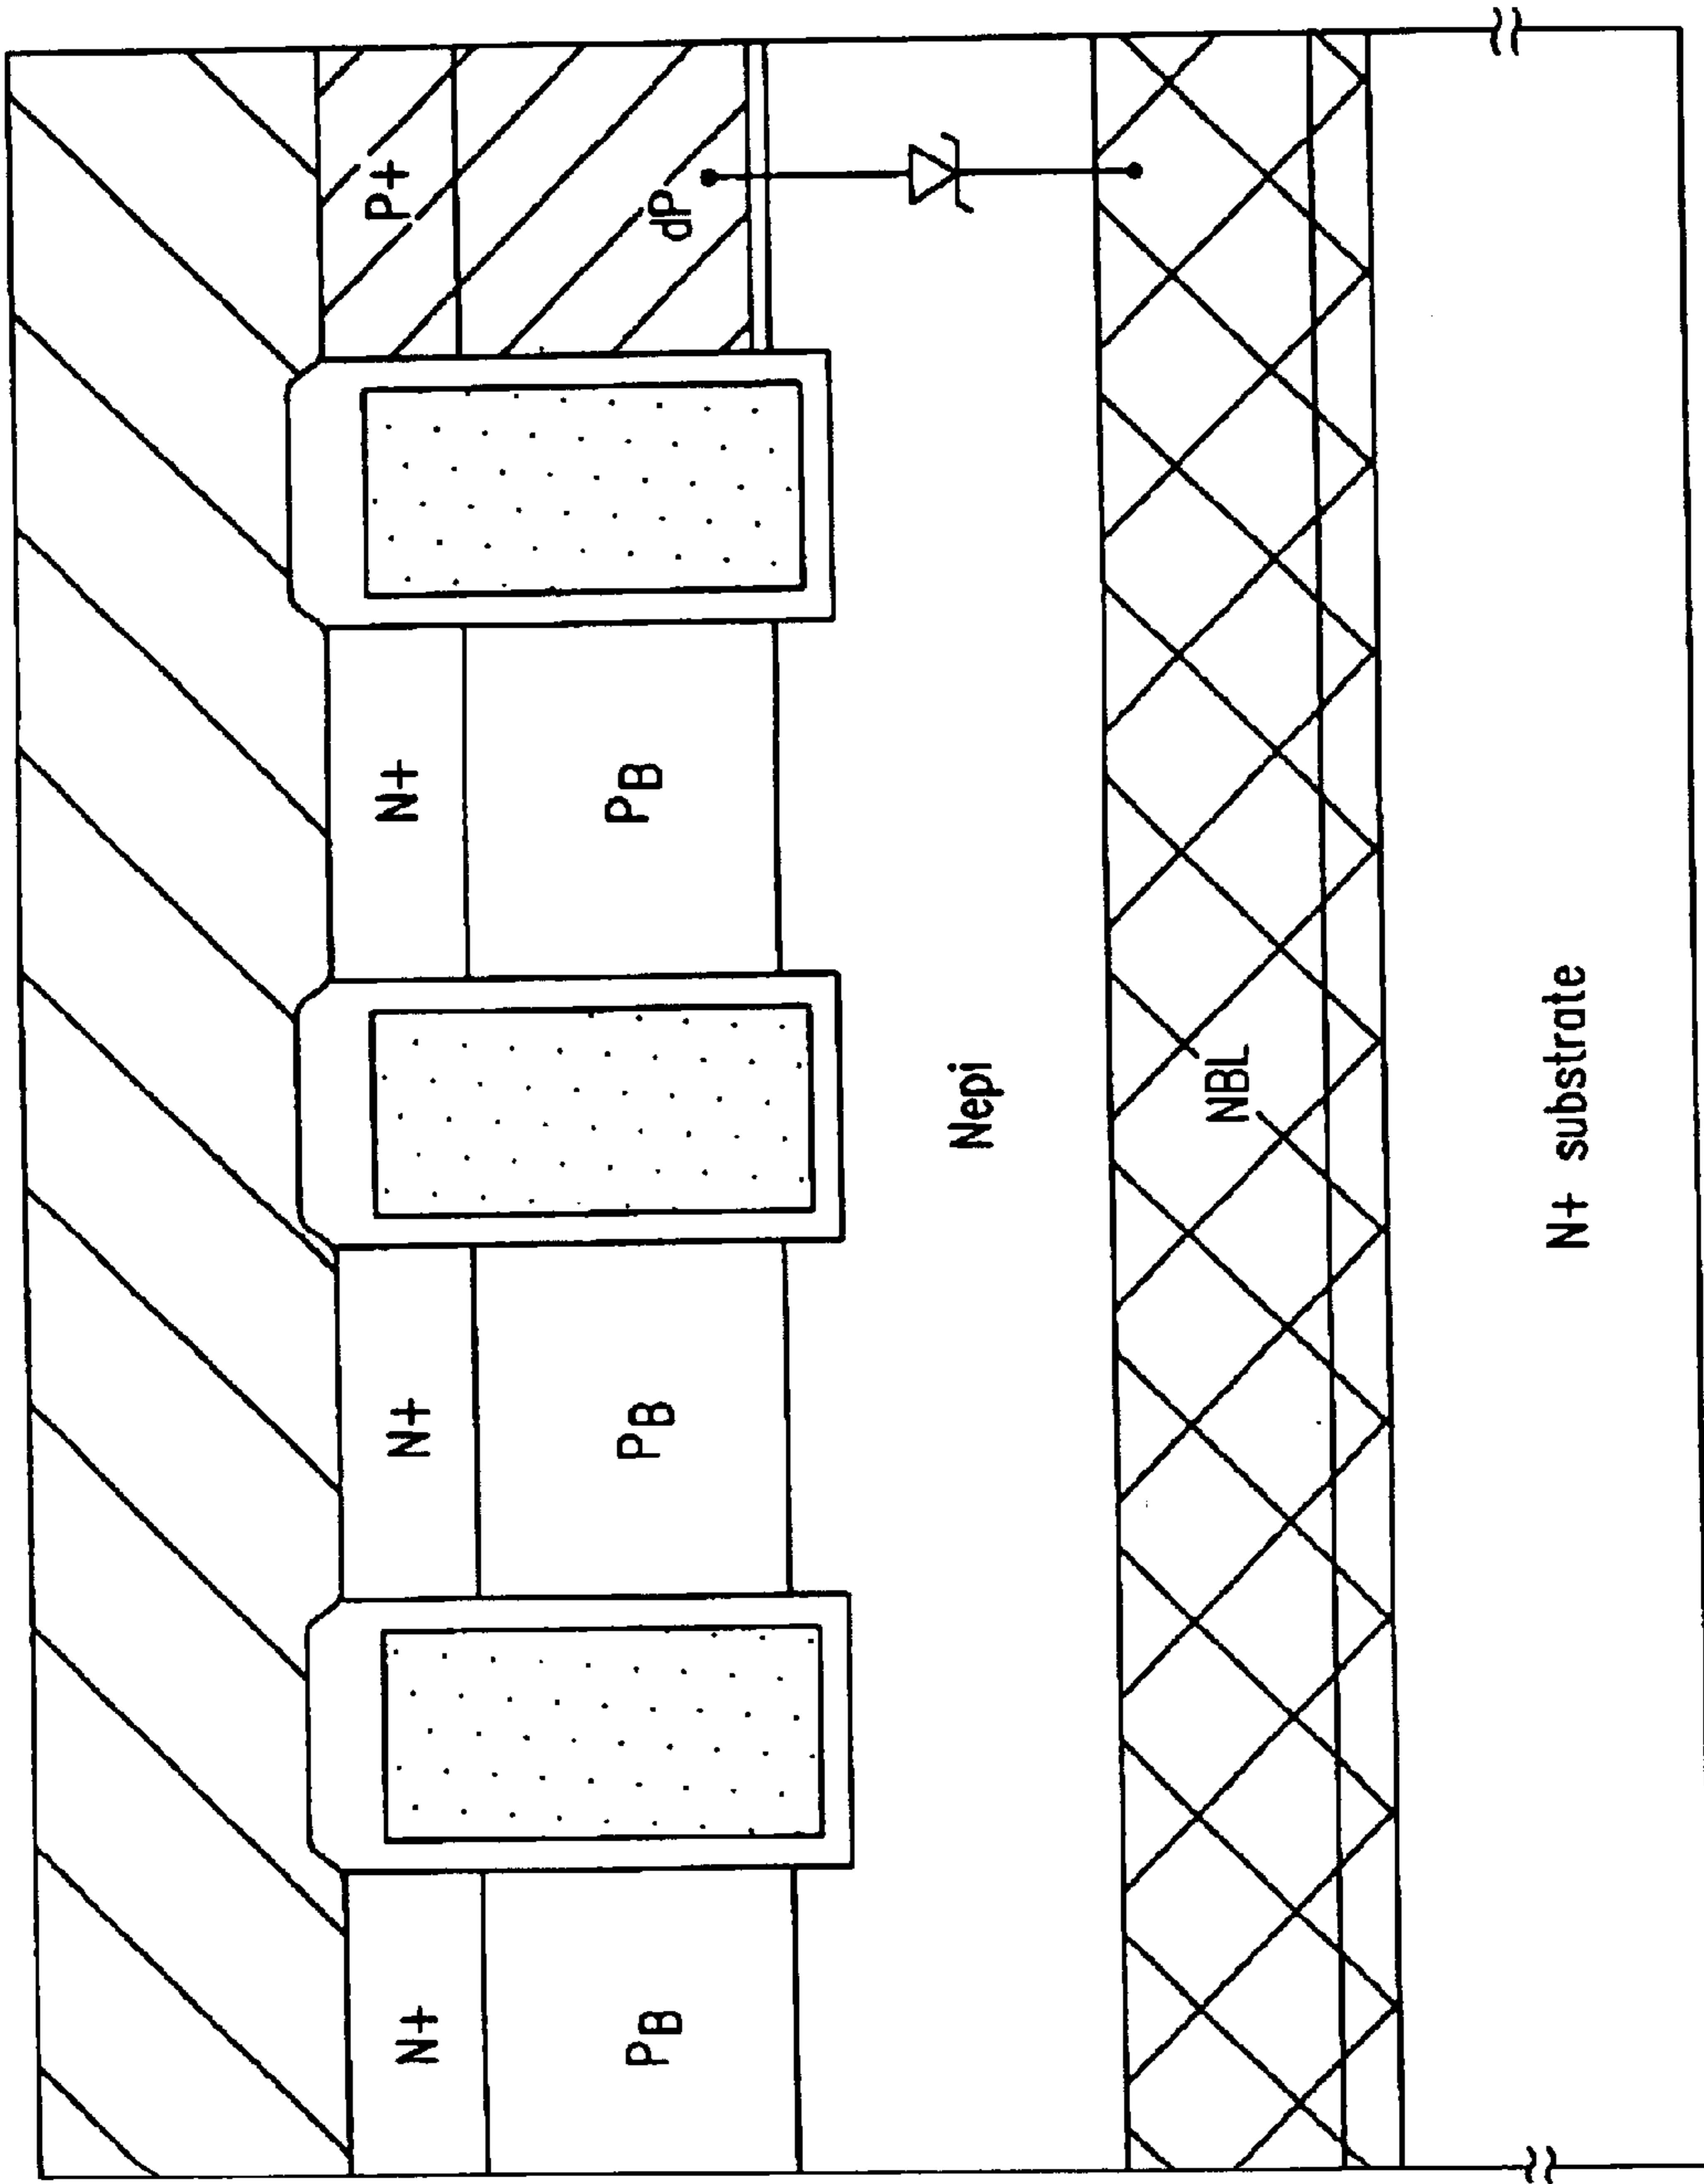 N+ N+ N+ P+
PB PB PB dP
Nepi
NBL
N+ substrate